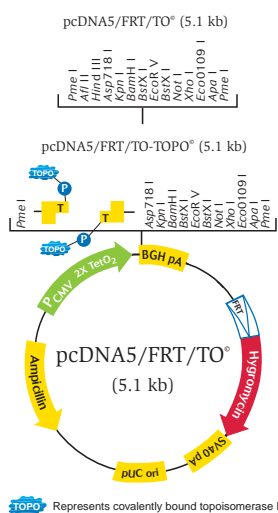 pcDNA5/FRT/TO© (5.1 kb)
Pme I
Afl II
Hind III
Asp718 I
Kpn I
BamH I
BstX I
EcoR V
BstX I
Not I
Xho I
Eco0109 I
Apa I
Pme I
pcDNA5/FRT/TO-TOPO© (5.1 kb)
TOPO
P
T
T
P
TOPO
Pme I
Asp718 I
Kpn I
BamH I
BstX I
EcoR V
BstX I
Not I
Xho I
Eco0109 I
Apa I
Pme I
PCMV 2X TetO2
BGH pA
FRT
Hygromycin
SV40 pA
pUC ori
Ampicillin
pcDNA5/FRT/TO©
(5.1 kb)
TOPO Represents covalently bound topoisomerase I